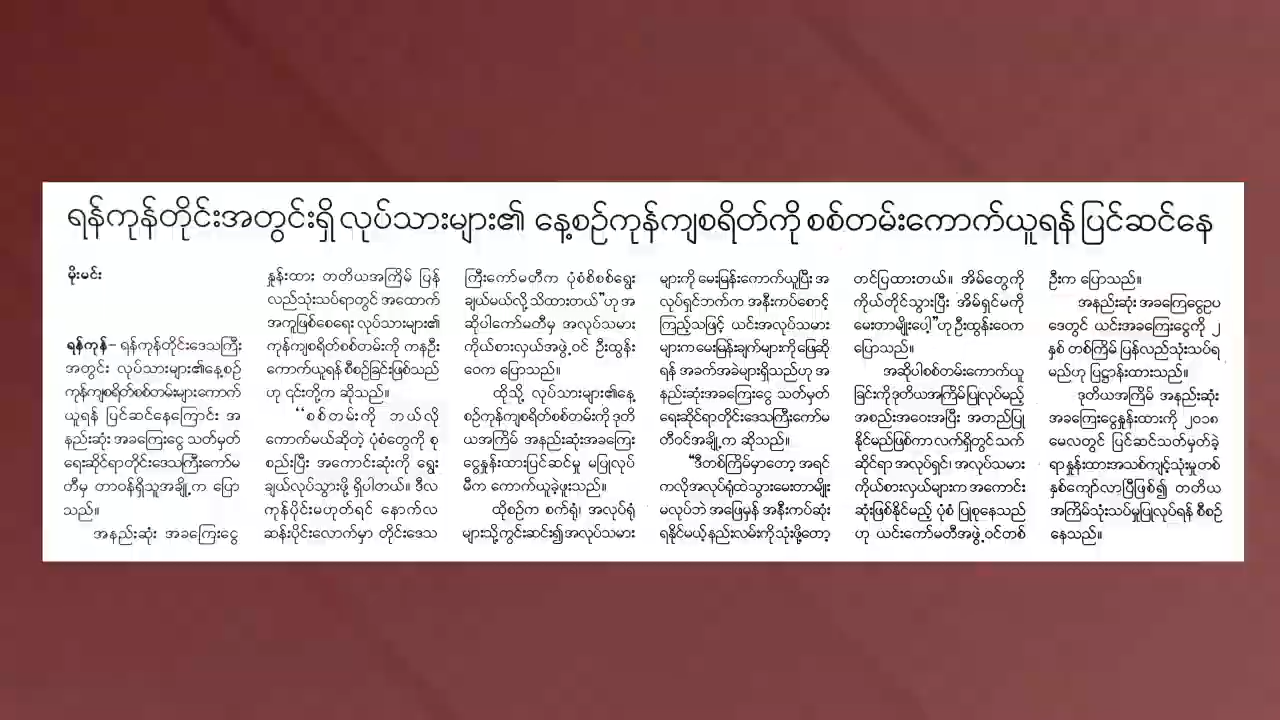 ရန်ကုန်တိုင်းအတွင်းရှိ လုပ်သားများ၏ နေ့စဉ်ကုန်ကျစရိတ်ကို စစ်တမ်းကောက်ယူရန် ပြင်ဆင်နေ
မိုးမင်း
ရန်ကုန် – ရန်ကုန်တိုင်းဒေသကြီး
အတွင်း လုပ်သားများ၏နေ့စဉ်
ကုန်ကျစရိတ်စစ်တမ်းများကောက်
ယူရန် ပြင်ဆင်နေကြောင်း အ
နည်းဆုံး အခကြေးငွေ သတ်မှတ်
ရေးဆိုင်ရာတိုင်းဒေသကြီးကော်မ
တီမှ တာဝန်ရှိသူအချို့က ပြော
သည်။
အနည်းဆုံး အခကြေးငွေ
နှုန်းထား တတိယအကြိမ် ပြန်
လည်သုံးသပ်ရာတွင် အထောက်
အကူဖြစ်စေရေး လုပ်သားများ၏
ကုန်ကျစရိတ်စစ်တမ်းကို ကနဦး
ကောက်ယူရန် စီစဉ်ခြင်းဖြစ်သည်
ဟု ၎င်းတို့က ဆိုသည်။
“စစ်တမ်းကို ဘယ်လို
ကောက်မယ်ဆိုတဲ့ ပုံစံတွေကို စု
စည်းပြီး အကောင်းဆုံးကို ရွေး
ချယ်လုပ်သွားဖို့ ရှိပါတယ်။ ဒီလ
ကုန်ပိုင်းမဟုတ်ရင် နောက်လ
ဆန်းပိုင်းလောက်မှာ တိုင်းဒေသ
ကြီးကော်မတီက ပုံစံစိစစ်ရွေး
ချယ်မယ်လို့ သိထားတယ်”ဟု အ
ဆိုပါကော်မတီမှ အလုပ်သမား
ကိုယ်စားလှယ်အဖွဲ့ဝင် ဦးထွန်း
ဝေက ပြောသည်။
ထို့သို့ လုပ်သားများ၏နေ့
စဉ်ကုန်ကျစရိတ်စစ်တမ်းကို ဒုတိ
ယအကြိမ် အနည်းဆုံးအခကြေး
ငွေနှုန်းထားပြင်ဆင်မှု မပြုလုပ်
မီက ကောက်ယူခဲ့ဖူးသည်။
ထိုစဉ်က စက်ရုံ၊ အလုပ်ရုံ
များသို့ကွင်းဆင်း၍အလုပ်သမား
များကို မေးမြန်းကောက်ယူပြီး အ
လုပ်ရှင်ဘက်က အနီးကပ်စောင့်
ကြည့်သဖြင့် ယင်းအလုပ်သမား
များက မေးမြန်းချက်များကိုဖြေဆို
ရန် အခက်အခဲများရှိသည်ဟု အ
နည်းဆုံးအခကြေးငွေ သတ်မှတ်
ရေးဆိုင်ရာတိုင်းဒေသကြီးကော်မ
တီဝင်အချို့က ဆိုသည်။
“ဒီတစ်ကြိမ်မှာတော့ အရင်
ကလိုအလုပ်ရုံထဲသွားမေးတာမျိုး
မလုပ်ဘဲ အဖြေမှန် အနီးကပ်ဆုံး
ရနိုင်မယ့်နည်းလမ်းကိုသုံးဖို့တော့
တင်ပြထားတယ်။ အိမ်တွေကို
ကိုယ်တိုင်သွားပြီး အိမ်ရှင်မကို
မေးတာမျိုးပေါ့”ဟု ဦးထွန်းဝေက
ပြောသည်။
အဆိုပါစစ်တမ်းကောက်ယူ
ခြင်းကိုဒုတိယအကြိမ်ပြုလုပ်မည့်
အစည်းအဝေးအပြီး အတည်ပြု
နိုင်မည်ဖြစ်ကာ လက်ရှိတွင် သက်
ဆိုင်ရာ အလုပ်ရှင်၊ အလုပ်သမား
ကိုယ်စားလှယ်များက အကောင်း
ဆုံးဖြစ်နိုင်မည့် ပုံစံ ပြုစုနေသည်
ဟု ယင်းကော်မတီအဖွဲ့ဝင်တစ်
ဦးက ပြောသည်။
အနည်းဆုံး အခကြေးငွေဥပ
ဒေတွင် ယင်းအခကြေးငွေကို ၂
နှစ် တစ်ကြိမ် ပြန်လည်သုံးသပ်ရ
မည်ဟု ပြဋ္ဌာန်းထားသည်။
ဒုတိယအကြိမ် အနည်းဆုံး
အခကြေးငွေနှုန်းထားကို ၂၀၁၈
မေလတွင် ပြင်ဆင်သတ်မှတ်ခဲ့
ရာနှုန်းထားအသစ်ကျင့်သုံးမှုတစ်
နှစ်ကျော်လာပြီဖြစ်၍ တတိယ
အကြိမ်သုံးသပ်မှုပြုလုပ်ရန် စီစဉ်
နေသည်။